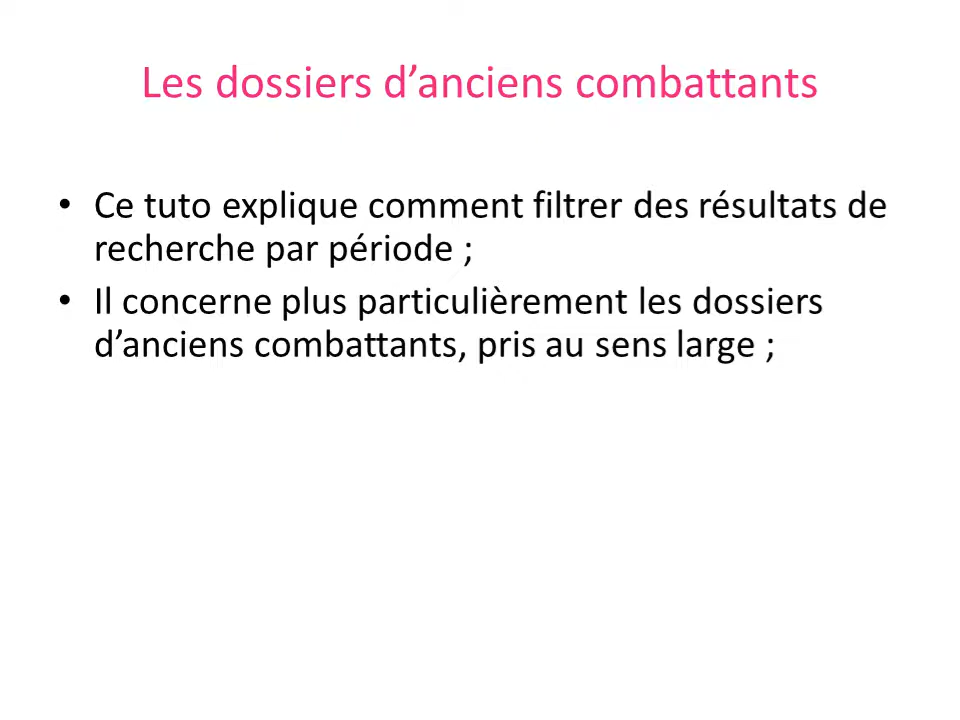 Les dossiers d’anciens combattants
• Ce tuto explique comment filtrer des résultats de
recherche par période ;
• Il concerne plus particulièrement les dossiers
d’anciens combattants, pris au sens large ;